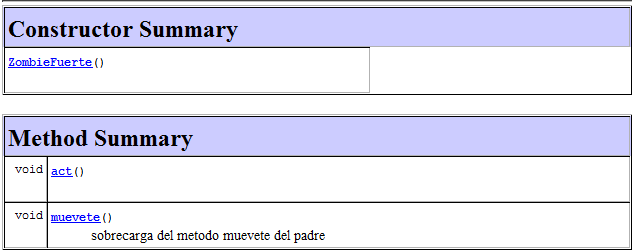 Constructor Summary
ZombieFuerte()
Method Summary
void act()
void muevete()
sobrecarga del metodo muevete del padre